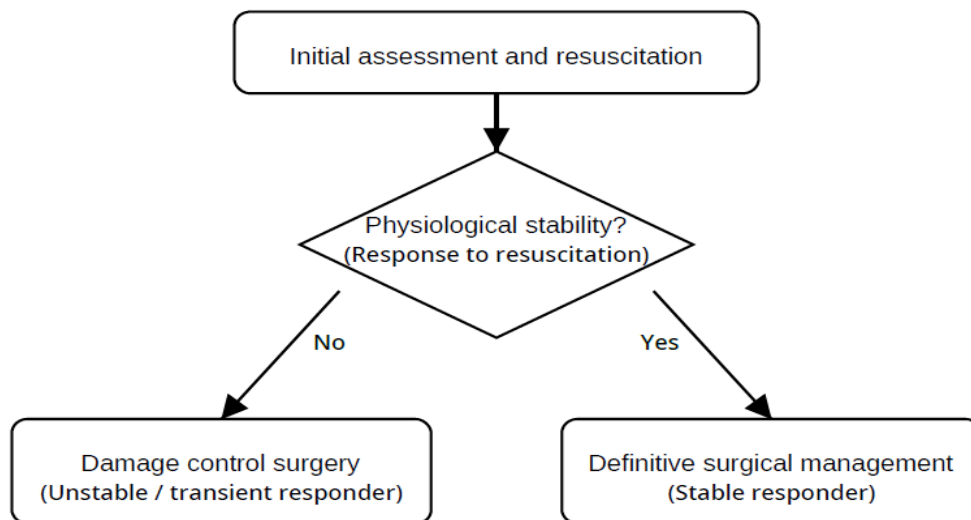 Initial assessment and resuscitation
Physiological stability?
(Response to resuscitation)
No
Yes
Damage control surgery
(Unstable / transient responder)
Definitive surgical management
(Stable responder)